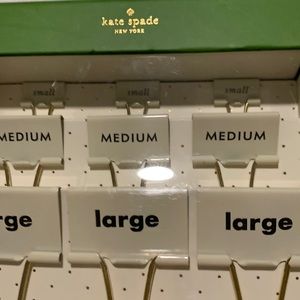 kate spade
NEW YORK
small small small
MEDIUM MEDIUM MEDIUM
rge large large